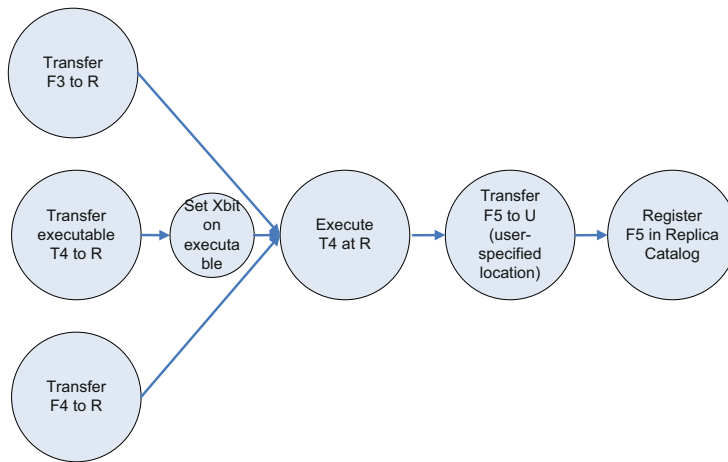 Transfer
F3 to R
Transfer
executable
T4 to R
Set Xbit
on
executa
ble
Transfer
F4 to R
Execute
T4 at R
Transfer
F5 to U
(user-
specified
location)
Register
F5 in Replica
Catalog